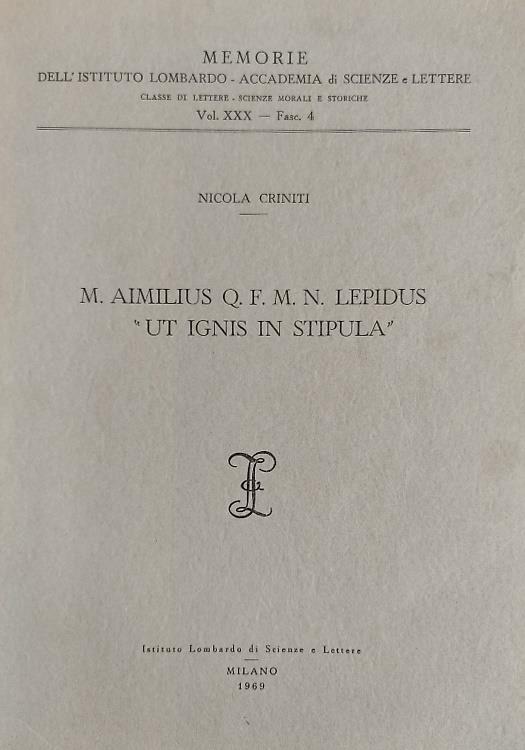 MEMORIE
DELL'ISTITUTO LOMBARDO - ACCADEMIA di SCIENZE e LETTERE
CLASSE DI LETTERE - SCIENZE MORALI E STORICHE
Vol. XXX — Fasc. 4
NICOLA CRINITI
M. AIMILIUS Q. F. M. N. LEPIDUS
"UT IGNIS IN STIPULA"
Istituto Lombardo di Scienze e Lettere
MILANO
1969